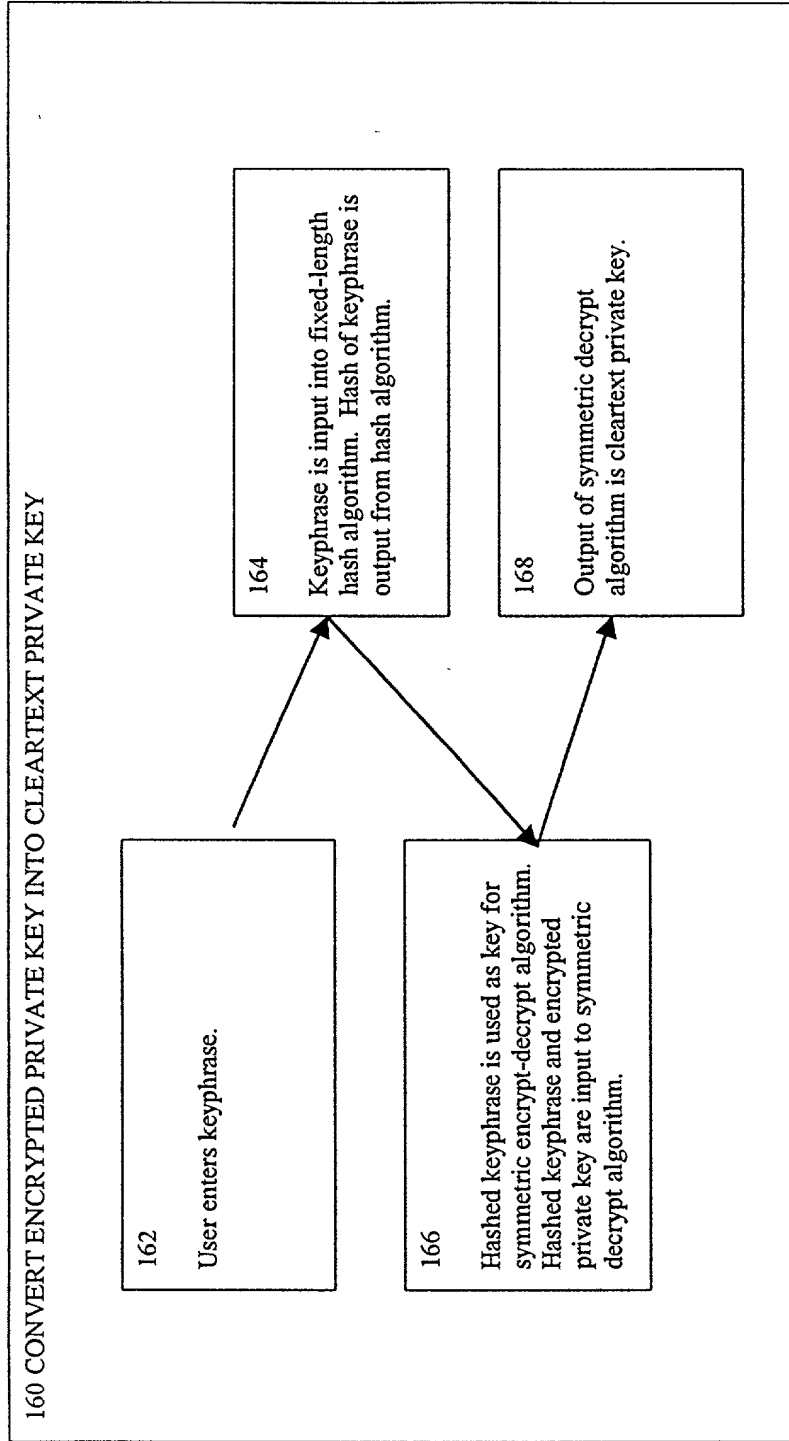 160 CONVERT ENCRYPTED PRIVATE KEY INTO CLEARTEXT PRIVATE KEY
162
User enters keyphrase.
164
Keyphrase is input into fixed-length
hash algorithm. Hash of keyphrase is
output from hash algorithm.
166
Hashed keyphrase is used as key for
symmetric encrypt-decrypt algorithm.
Hashed keyphrase and encrypted
private key are input to symmetric
decrypt algorithm.
168
Output of symmetric decrypt
algorithm is cleartext private key.